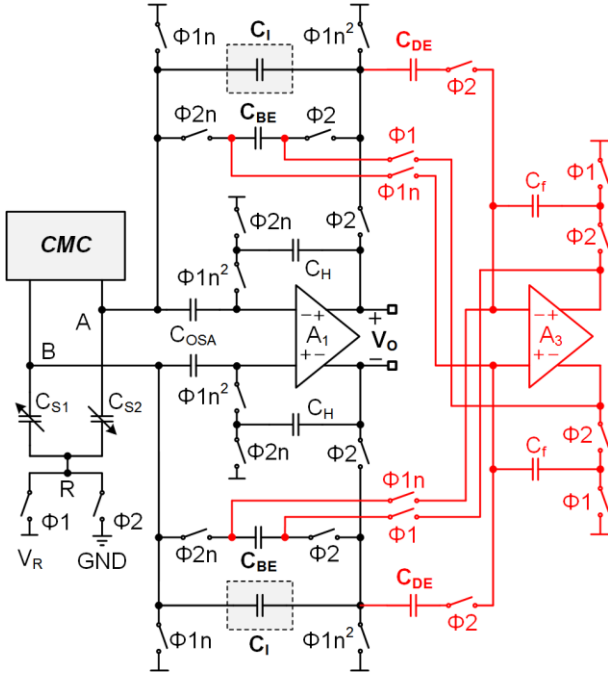 Φ1n
C_I
Φ1n²
C_DE
Φ2
Φ2n
C_BE
Φ2
Φ1
Φ1n
Φ1
C_f
Φ2
Φ2n
Φ2
C_H
Φ1n²
CMC
A
C_OSA
− +
A_1
+ −
+
V_O
−
− +
A_3
+ −
B
Φ1n²
C_H
Φ2n
Φ2
C_S1
C_S2
R
Φ1
Φ2
V_R
GND
C_f
Φ2
Φ1
Φ1n
Φ1
Φ2n
C_BE
Φ2
C_DE
Φ2
Φ1n
C_I
Φ1n²